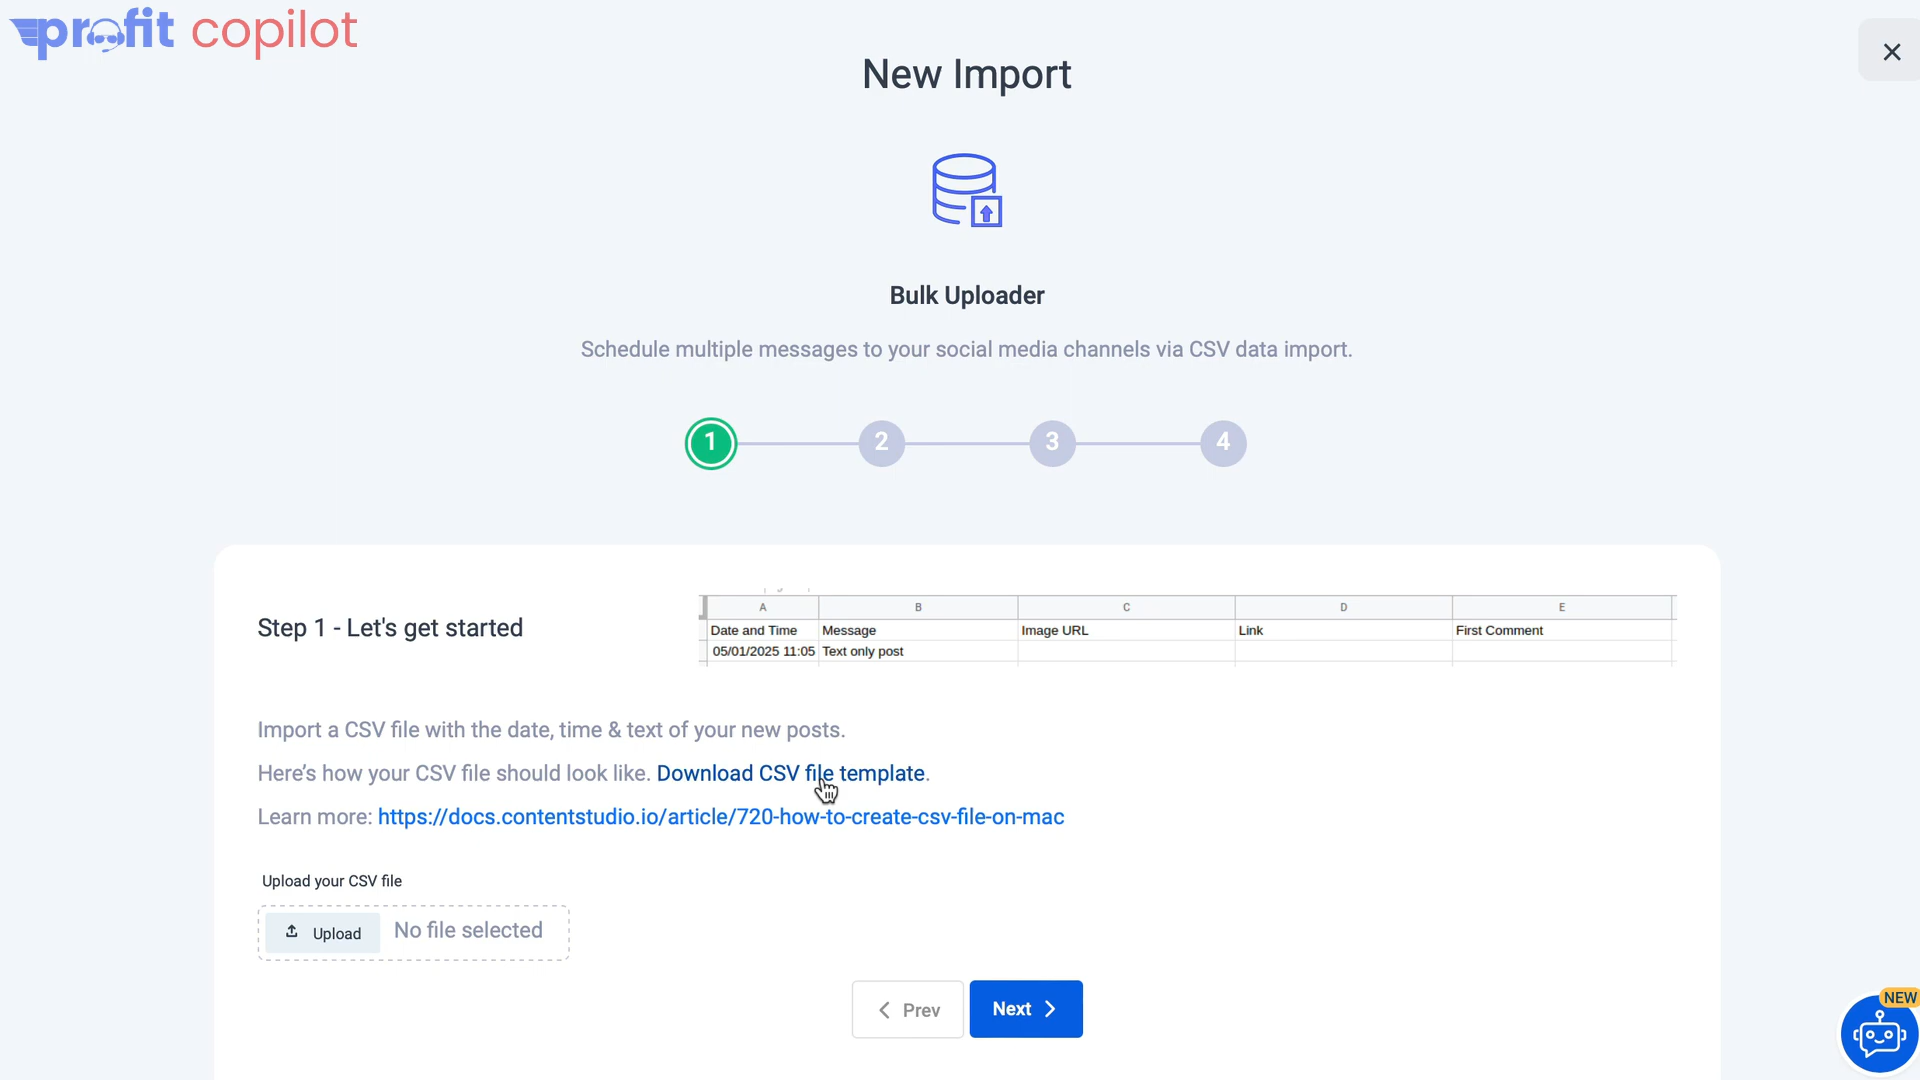 profit copilot
New Import
Bulk Uploader
Schedule multiple messages to your social media channels via CSV data import.
1 2 3 4
Step 1 - Let's get started
A B C D E
Date and Time Message Image URL Link First Comment
05/01/2025 11:05 Text only post
Import a CSV file with the date, time & text of your new posts.
Here's how your CSV file should look like. Download CSV file template.
Learn more: https://docs.contentstudio.io/article/720-how-to-create-csv-file-on-mac
Upload your CSV file
Upload No file selected
Prev Next
NEW